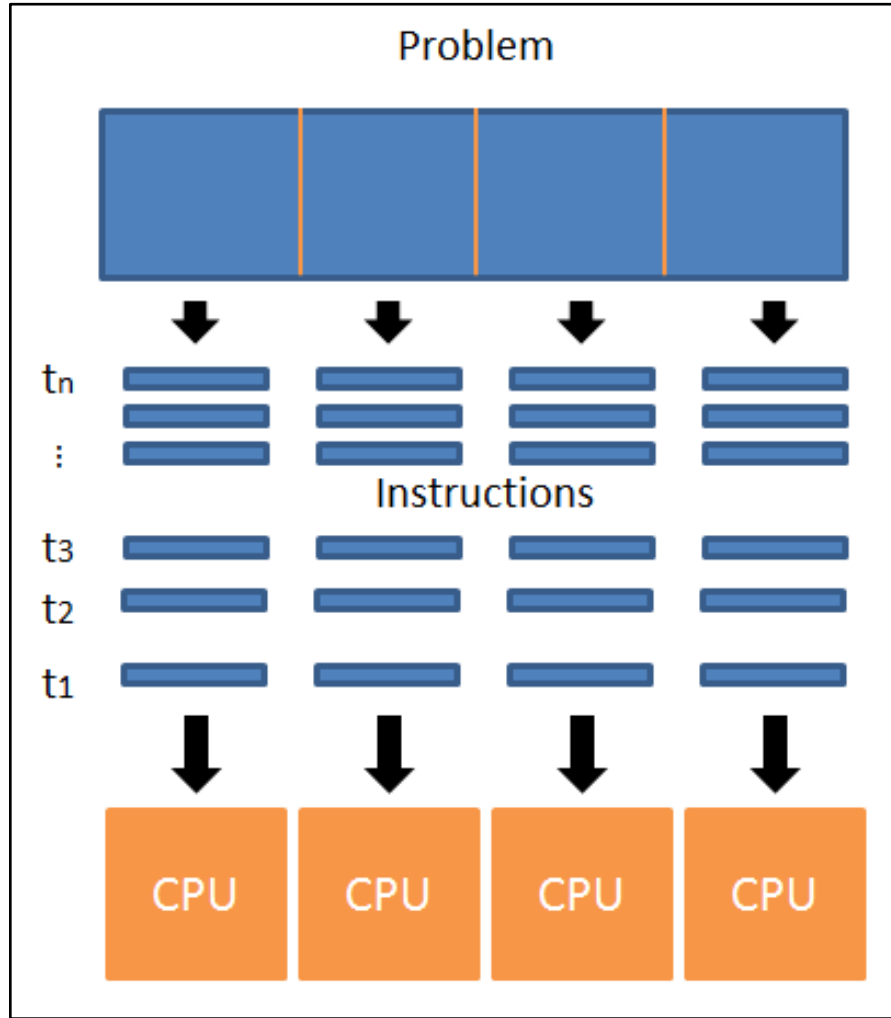 Problem
tn
⋮
Instructions
t3
t2
t1
CPU CPU CPU CPU